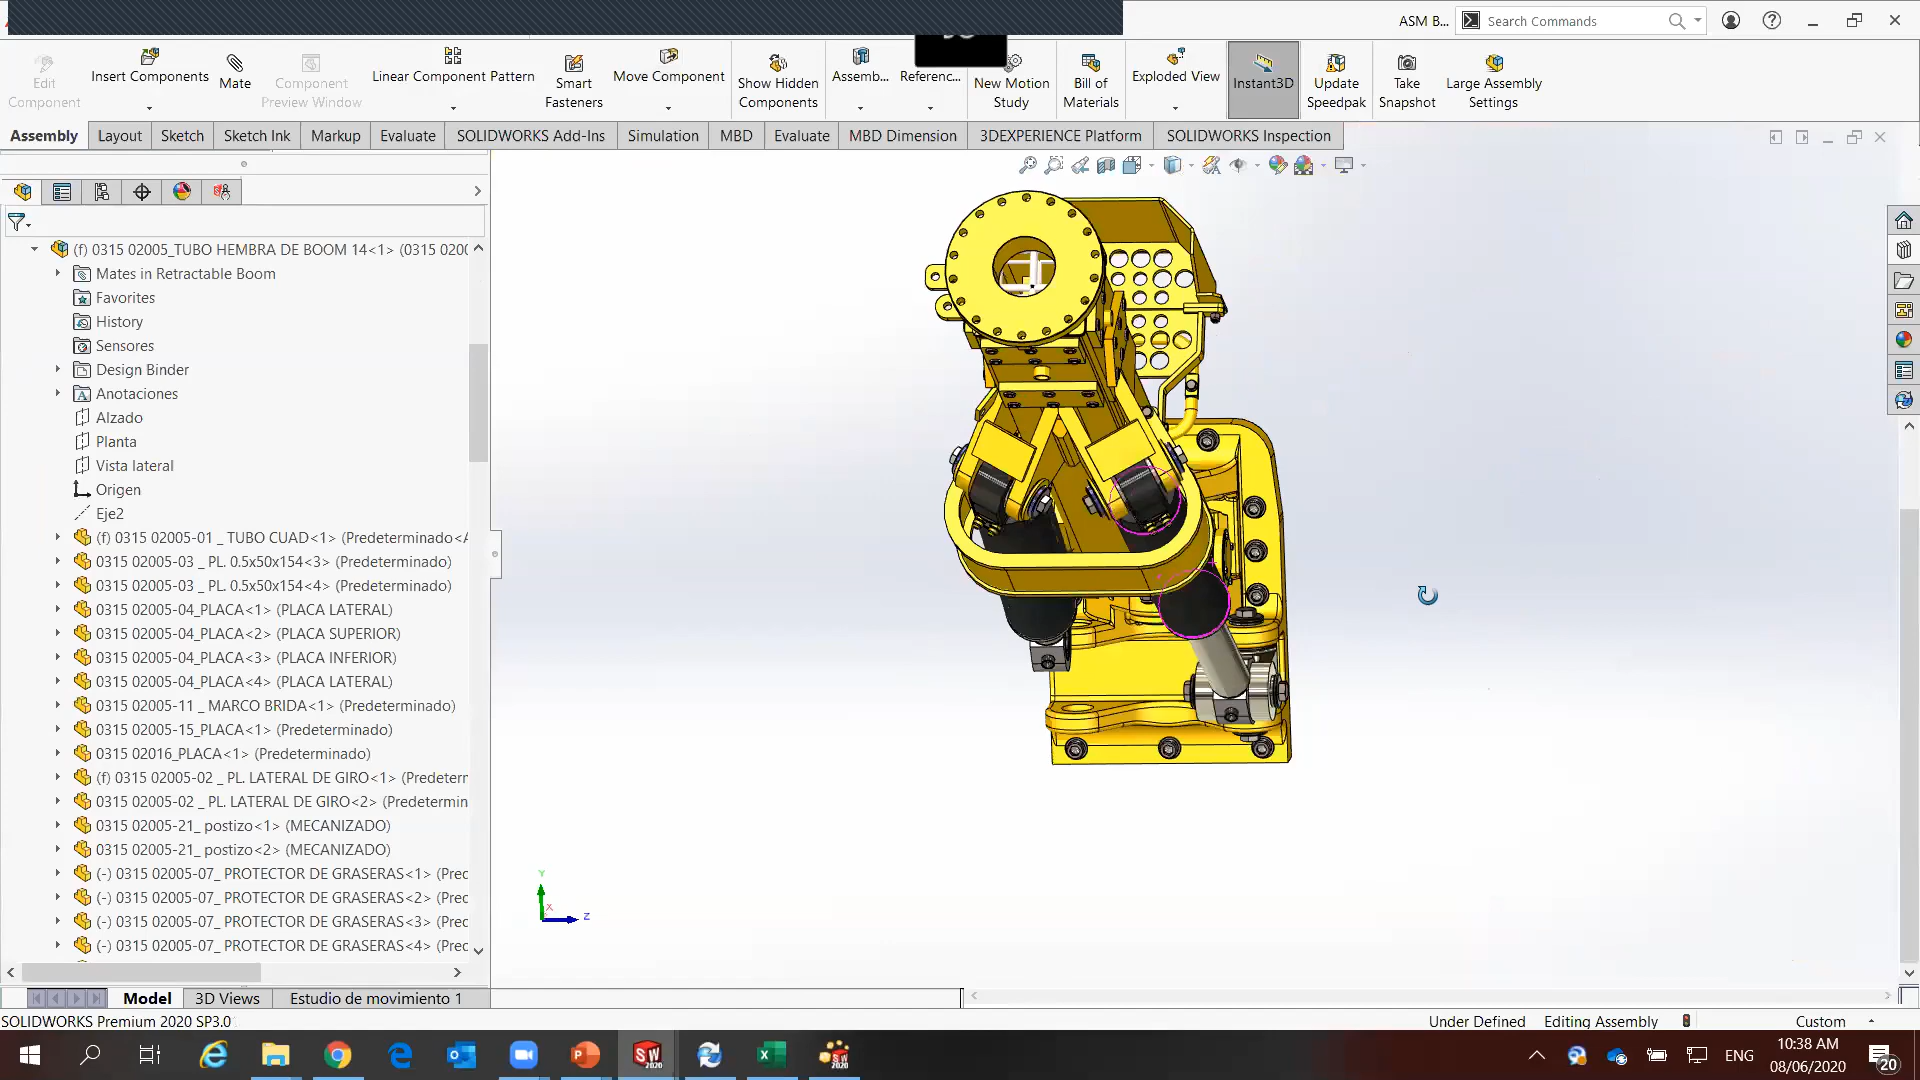 ASM B...
Search Commands
Edit Component
Insert Components
Mate
Component Preview Window
Linear Component Pattern
Smart Fasteners
Move Component
Show Hidden Components
Assemb...
Referenc...
New Motion Study
Bill of Materials
Exploded View
Instant3D
Update Speedpak
Take Snapshot
Large Assembly Settings
Assembly Layout Sketch Sketch Ink Markup Evaluate SOLIDWORKS Add-Ins Simulation MBD Evaluate MBD Dimension 3DEXPERIENCE Platform SOLIDWORKS Inspection
(f) 0315 02005_TUBO HEMBRA DE BOOM 14<1> (0315 020
Mates in Retractable Boom
Favorites
History
Sensores
Design Binder
Anotaciones
Alzado
Planta
Vista lateral
Origen
Eje2
(f) 0315 02005-01 _ TUBO CUAD<1> (Predeterminado<A
0315 02005-03 _ PL. 0.5x50x154<3> (Predeterminado)
0315 02005-03 _ PL. 0.5x50x154<4> (Predeterminado)
0315 02005-04_PLACA<1> (PLACA LATERAL)
0315 02005-04_PLACA<2> (PLACA SUPERIOR)
0315 02005-04_PLACA<3> (PLACA INFERIOR)
0315 02005-04_PLACA<4> (PLACA LATERAL)
0315 02005-11 _ MARCO BRIDA<1> (Predeterminado)
0315 02005-15_PLACA<1> (Predeterminado)
0315 02016_PLACA<1> (Predeterminado)
(f) 0315 02005-02 _ PL. LATERAL DE GIRO<1> (Predeterm
0315 02005-02 _ PL. LATERAL DE GIRO<2> (Predetermin
0315 02005-21_ postizo<1> (MECANIZADO)
0315 02005-21_ postizo<2> (MECANIZADO)
(-) 0315 02005-07_ PROTECTOR DE GRASERAS<1> (Prec
(-) 0315 02005-07_ PROTECTOR DE GRASERAS<2> (Prec
(-) 0315 02005-07_ PROTECTOR DE GRASERAS<3> (Prec
(-) 0315 02005-07_ PROTECTOR DE GRASERAS<4> (Prec
Y
X
Z
Model 3D Views Estudio de movimiento 1
SOLIDWORKS Premium 2020 SP3.0
Under Defined Editing Assembly Custom
ENG
10:38 AM
08/06/2020
20